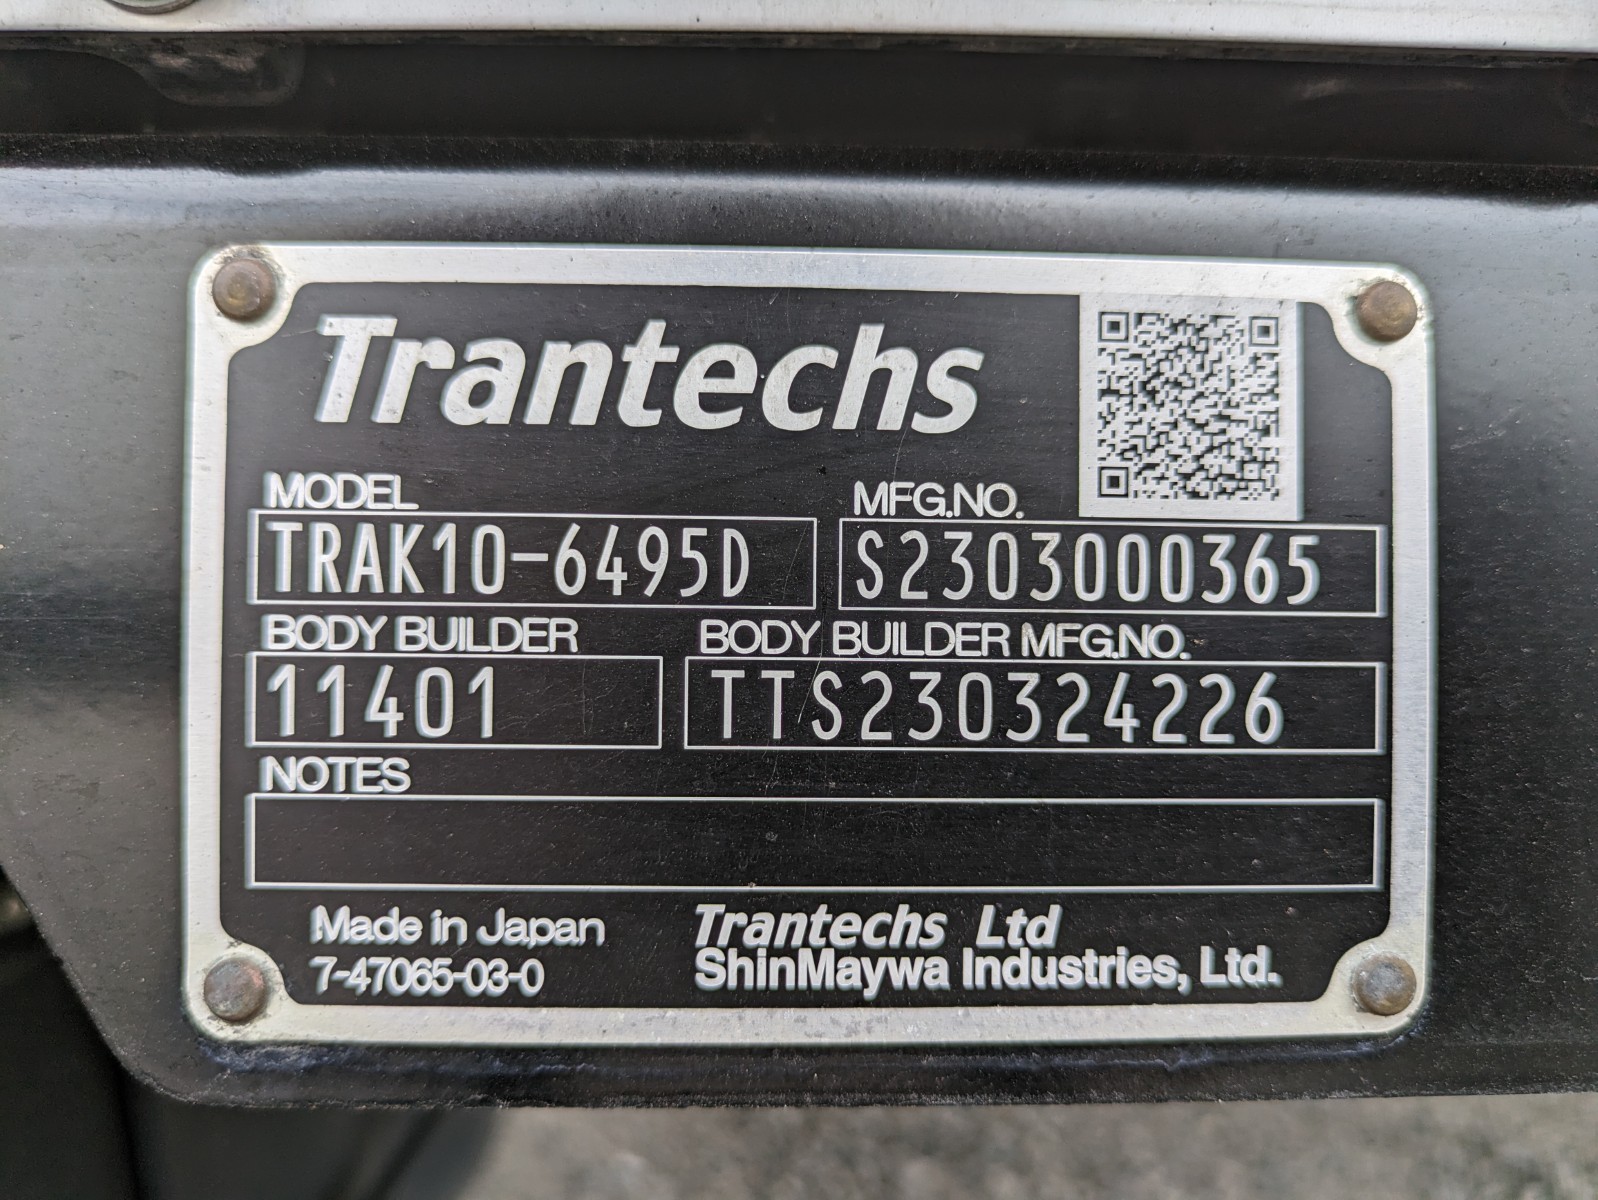 Trantechs
MODEL MFG.NO.
TRAK10-6495D S2303000365
BODY BUILDER BODY BUILDER MFG.NO.
11401 TTS230324226
NOTES
Made in Japan Trantechs Ltd
7-47065-03-0 ShinMaywa Industries, Ltd.